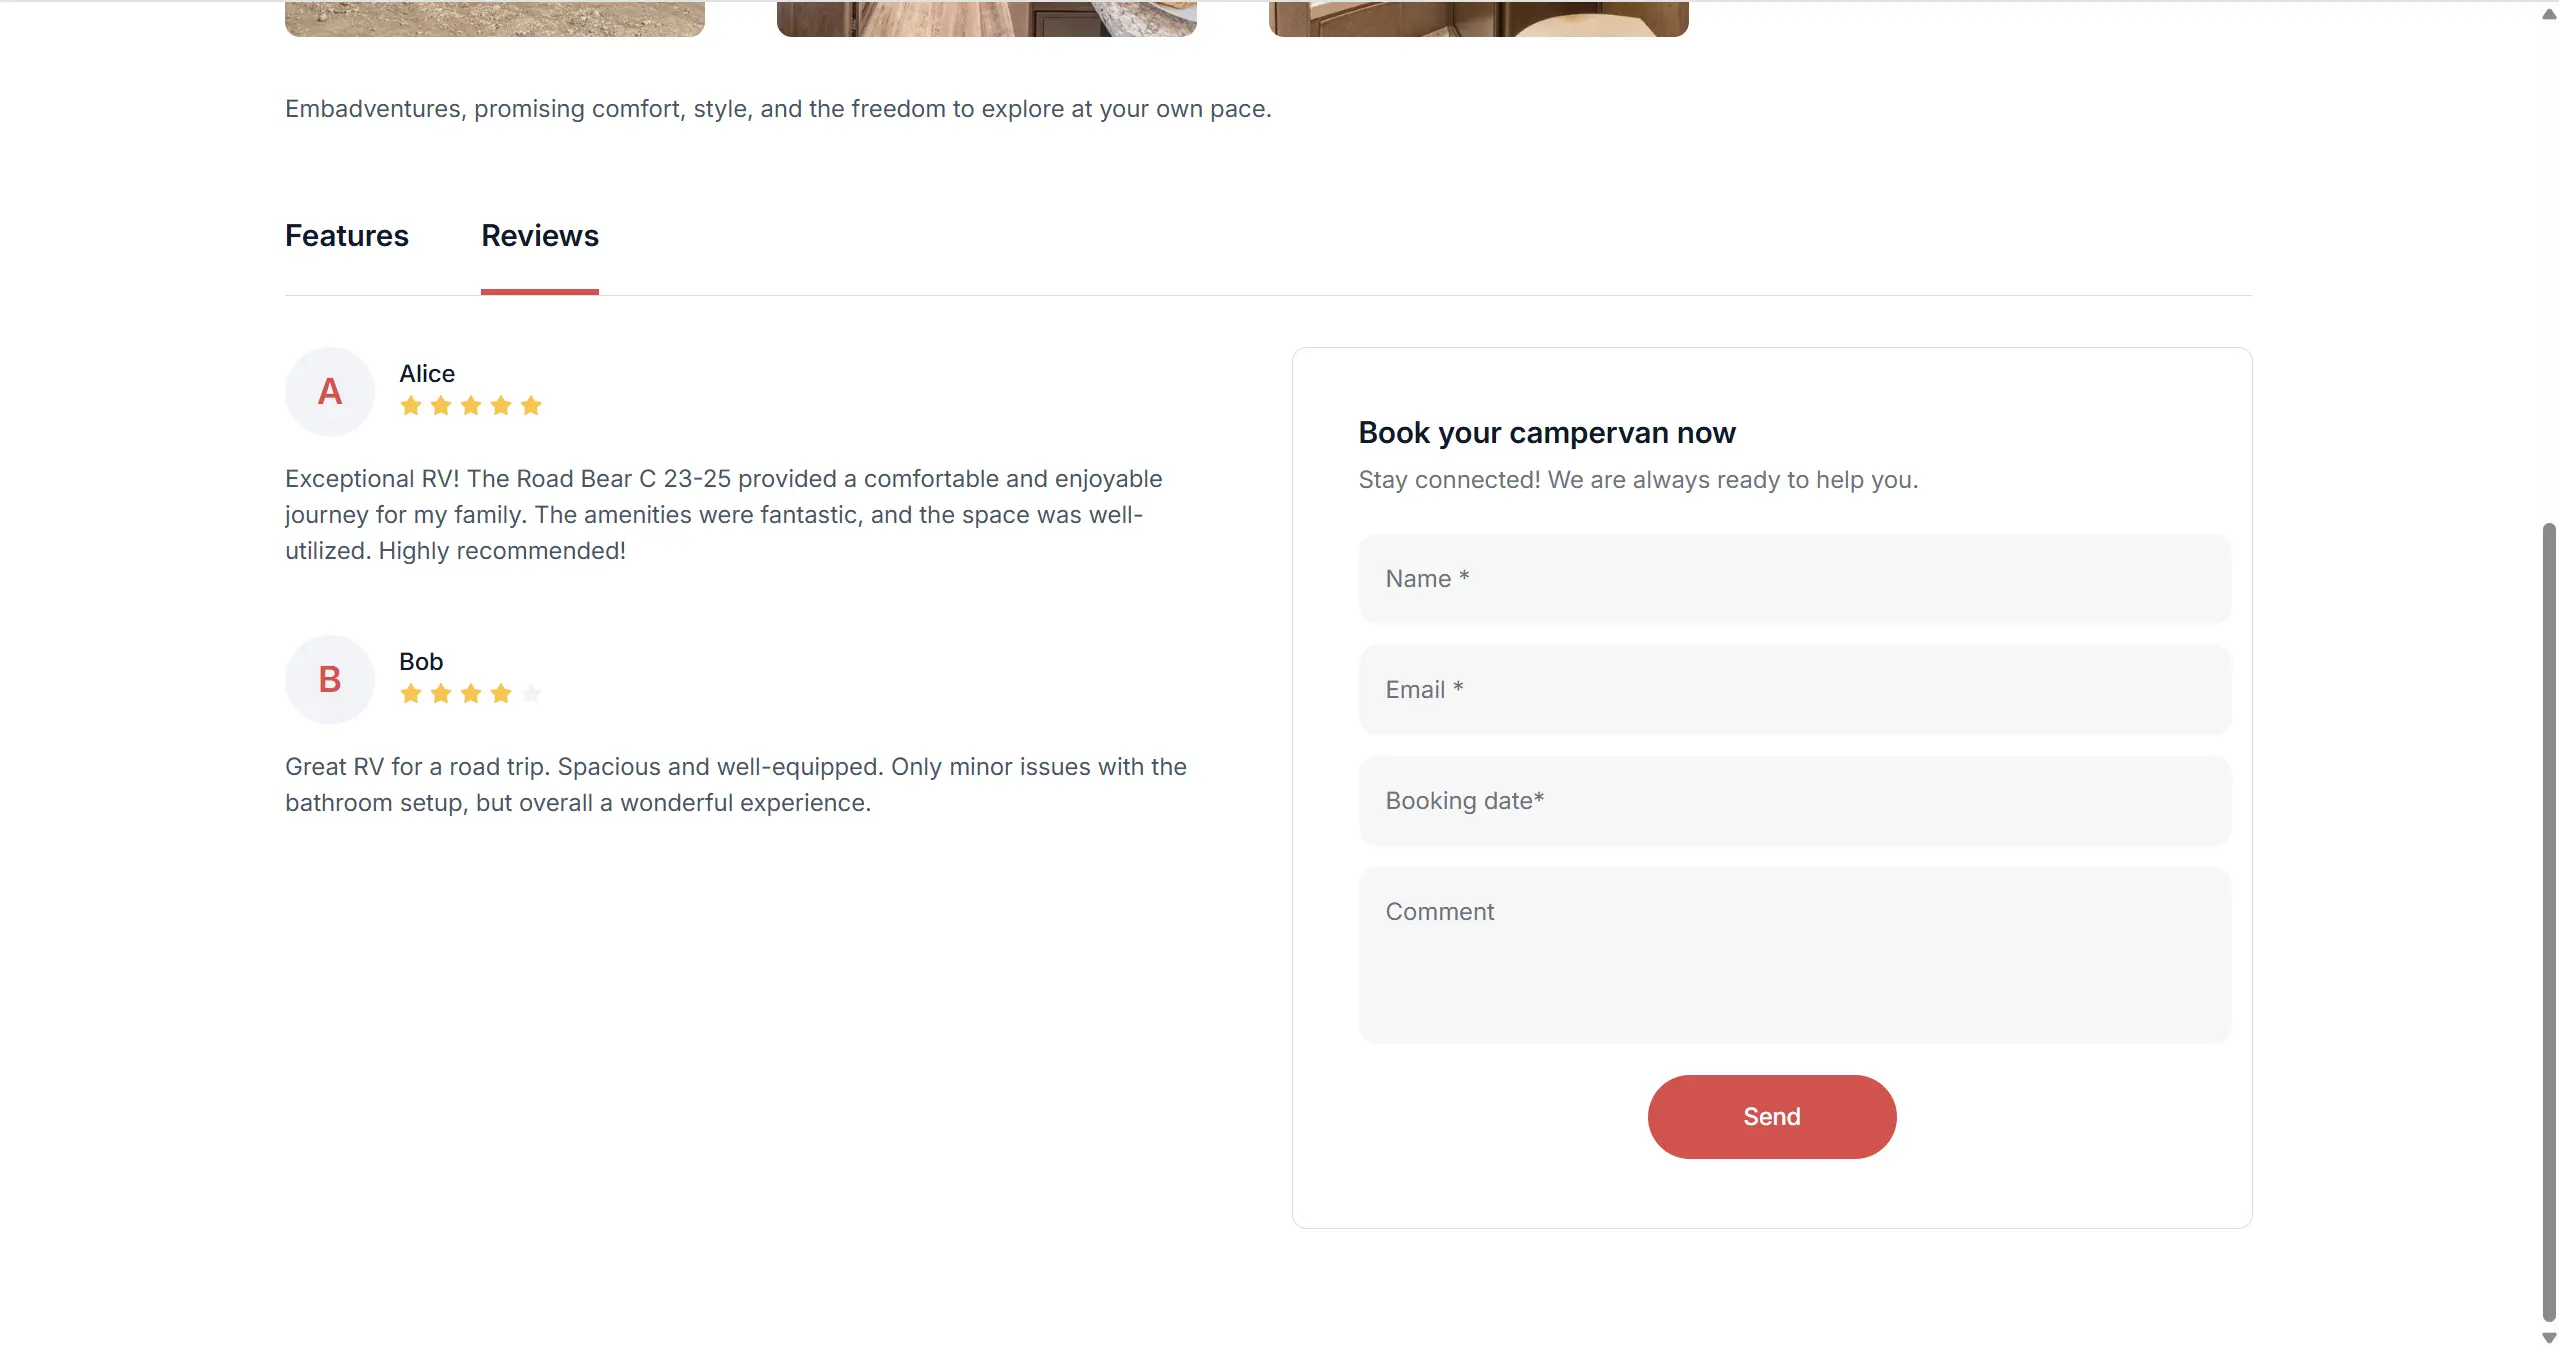 Embadventures, promising comfort, style, and the freedom to explore at your own pace.
Features
Reviews
A
Alice
Exceptional RV! The Road Bear C 23-25 provided a comfortable and enjoyable
journey for my family. The amenities were fantastic, and the space was well-
utilized. Highly recommended!
B
Bob
Great RV for a road trip. Spacious and well-equipped. Only minor issues with the
bathroom setup, but overall a wonderful experience.
Book your campervan now
Stay connected! We are always ready to help you.
Name *
Email *
Booking date*
Comment
Send